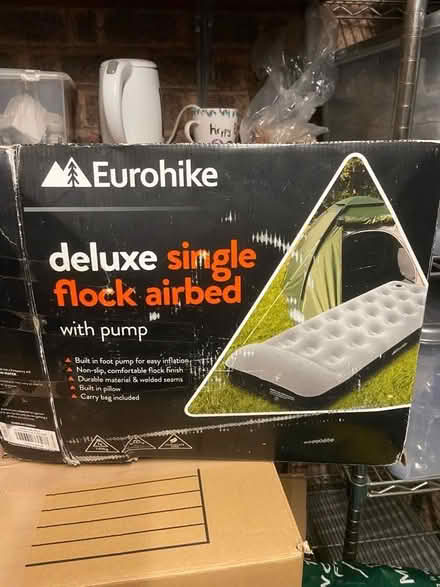 happy
Eurohike
deluxe single
flock airbed
with pump
Built in foot pump for easy inflation
Non-slip, comfortable flock finish
Durable material & welded seams
Built in pillow
Carry bag included